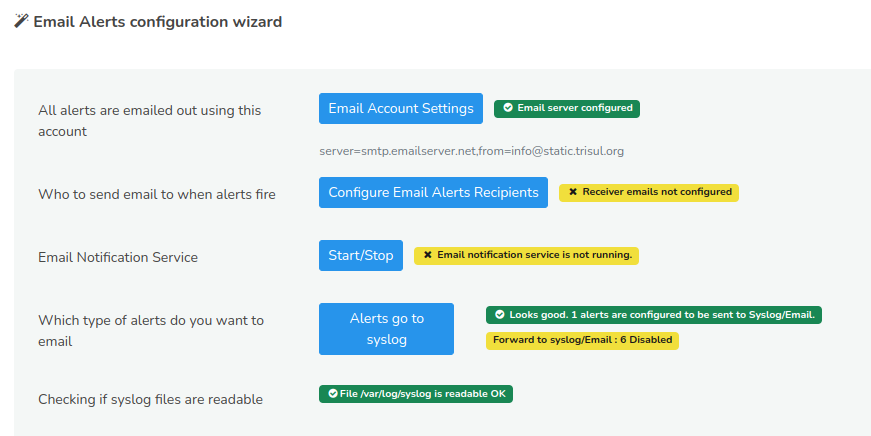 Email Alerts configuration wizard
All alerts are emailed out using this
account
Email Account Settings
Email server configured
server=smtp.emailserver.net,from=info@static.trisul.org
Who to send email to when alerts fire
Configure Email Alerts Recipients
Receiver emails not configured
Email Notification Service
Start/Stop
Email notification service is not running.
Which type of alerts do you want to
email
Alerts go to
syslog
Looks good. 1 alerts are configured to be sent to Syslog/Email.
Forward to syslog/Email : 6 Disabled
Checking if syslog files are readable
File /var/log/syslog is readable OK